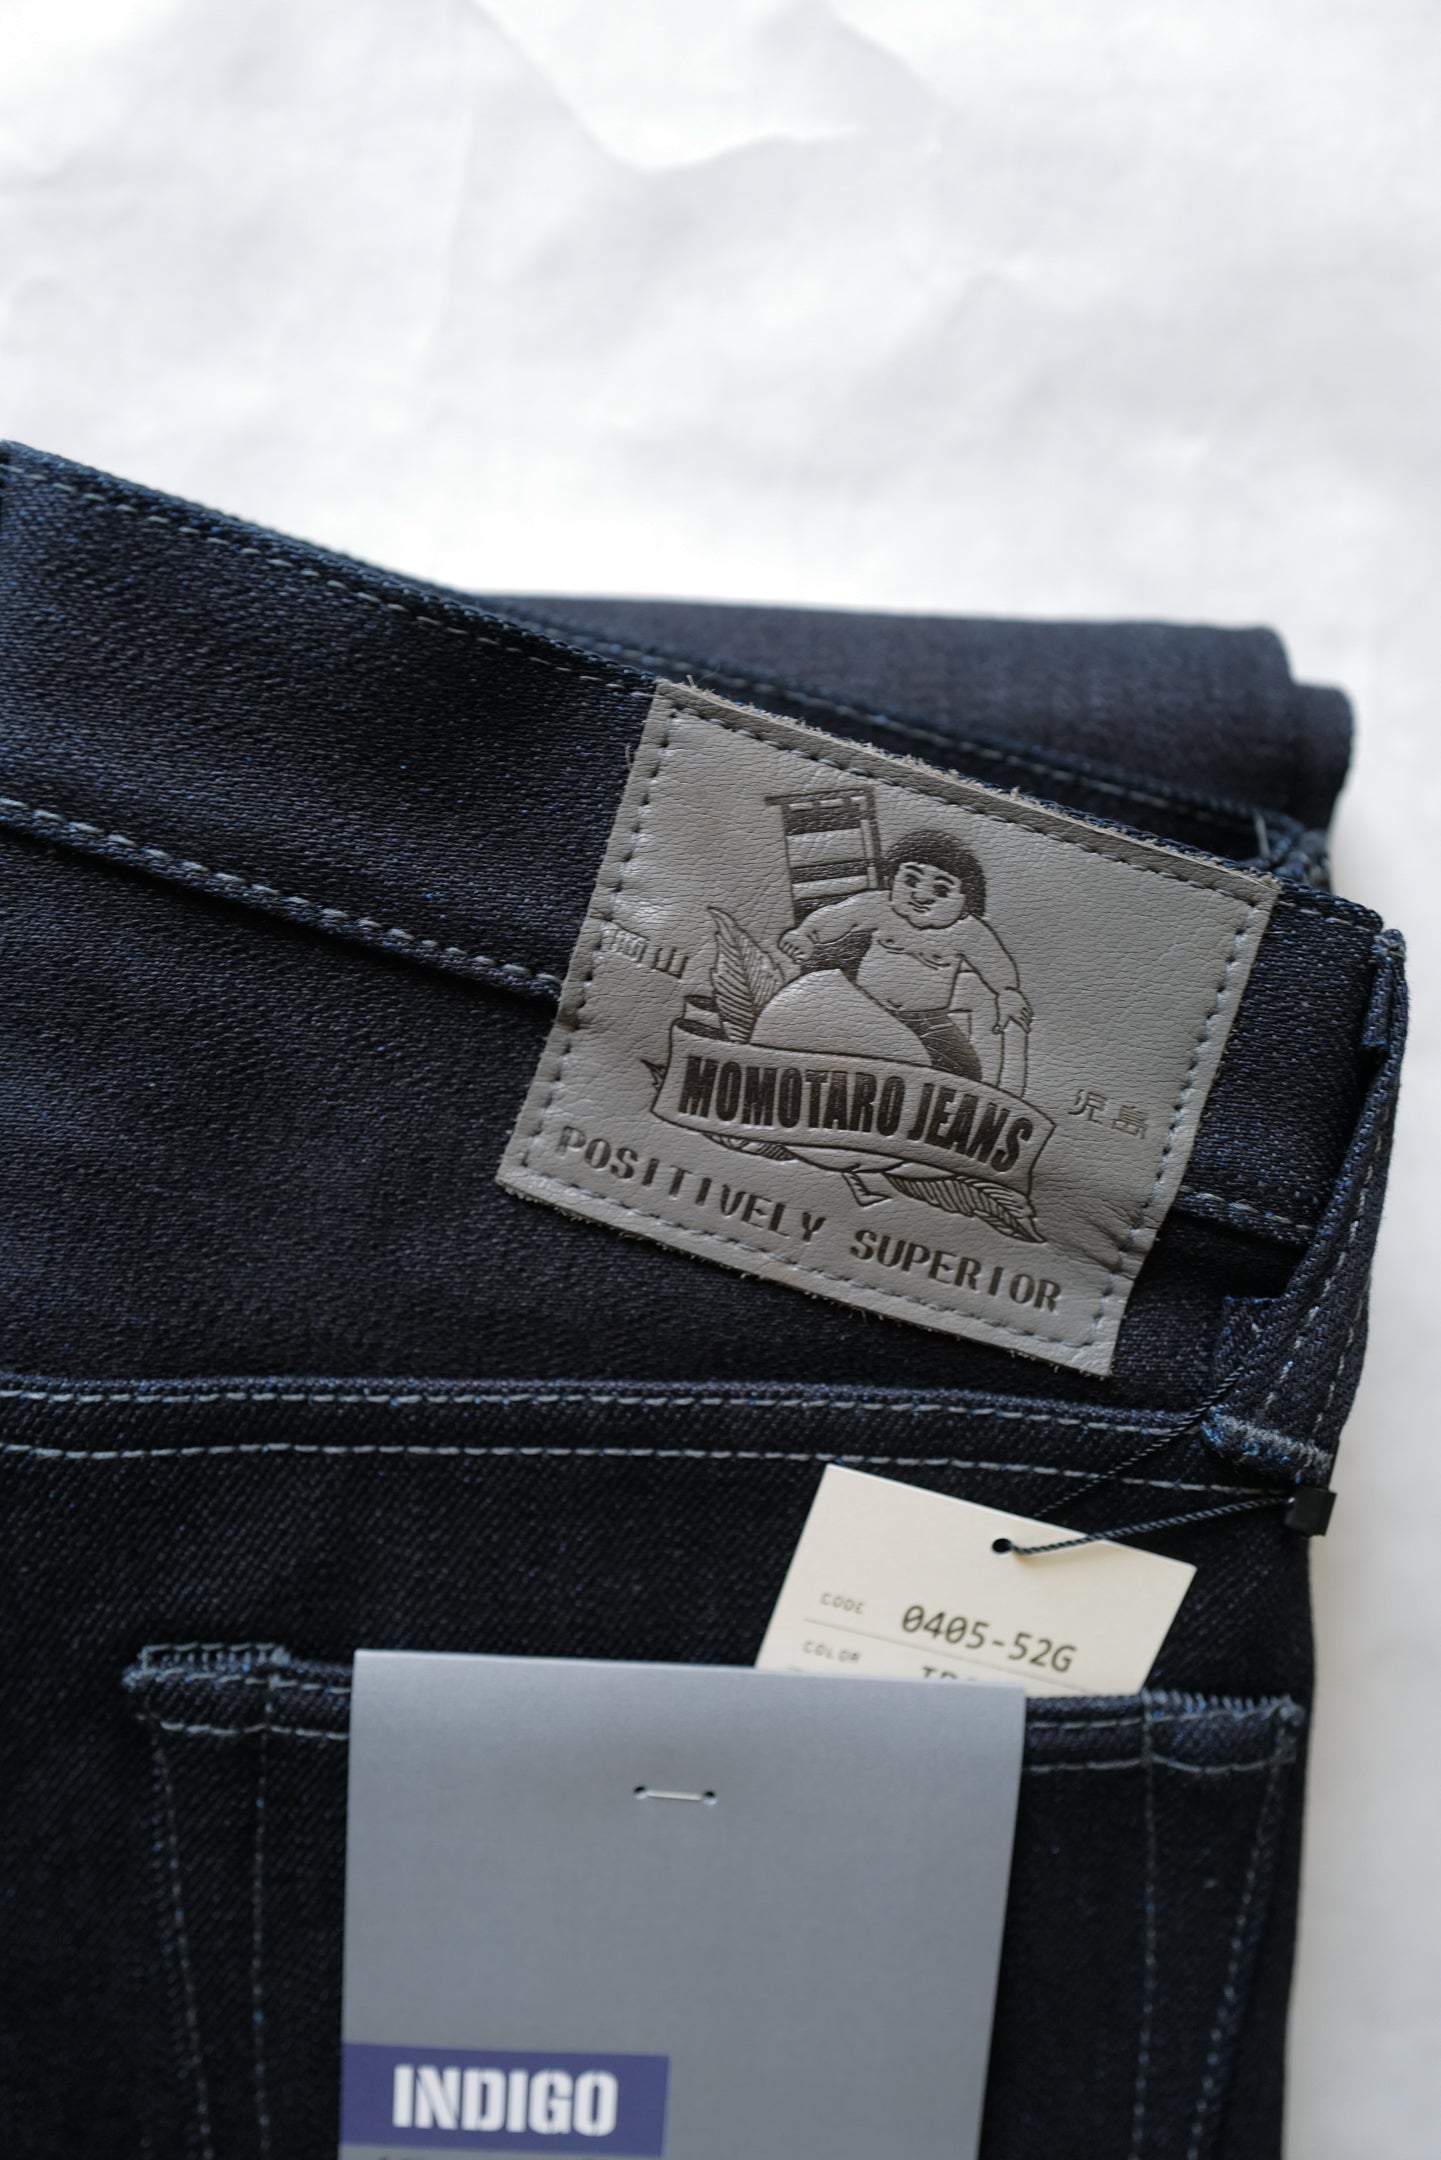 岡山
MOMOTARO JEANS
児島
POSITIVELY SUPERIOR
CODE 0405-52G
COLOR
INDIGO